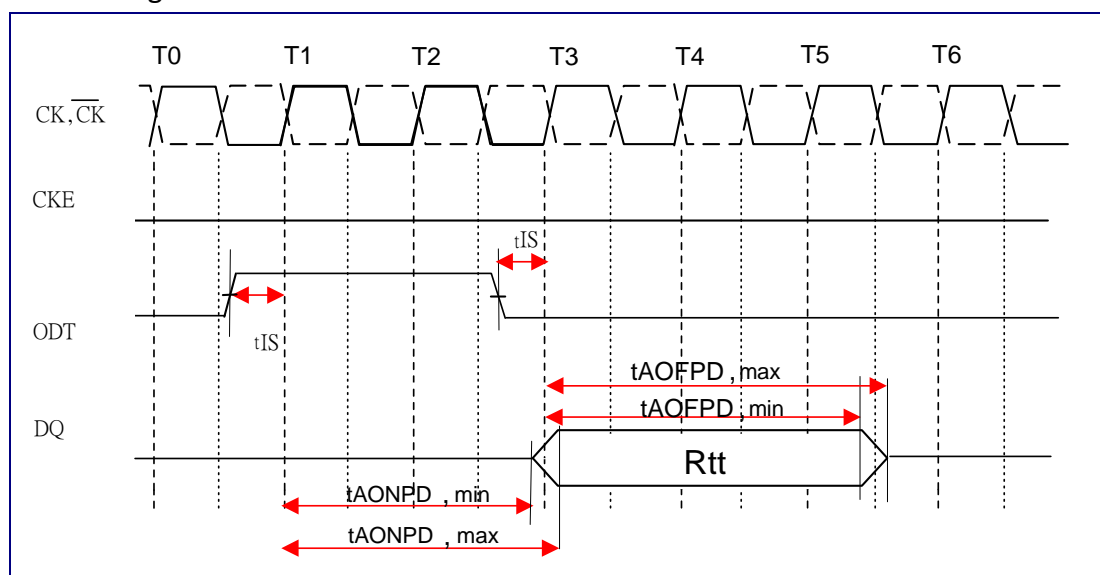 T0 T1 T2 T3 T4 T5 T6
CK, C̅K̅
CKE
tIS
ODT
tIS
tAOFPD , max
tAOFPD , min
DQ
Rtt
tAONPD , min
tAONPD , max